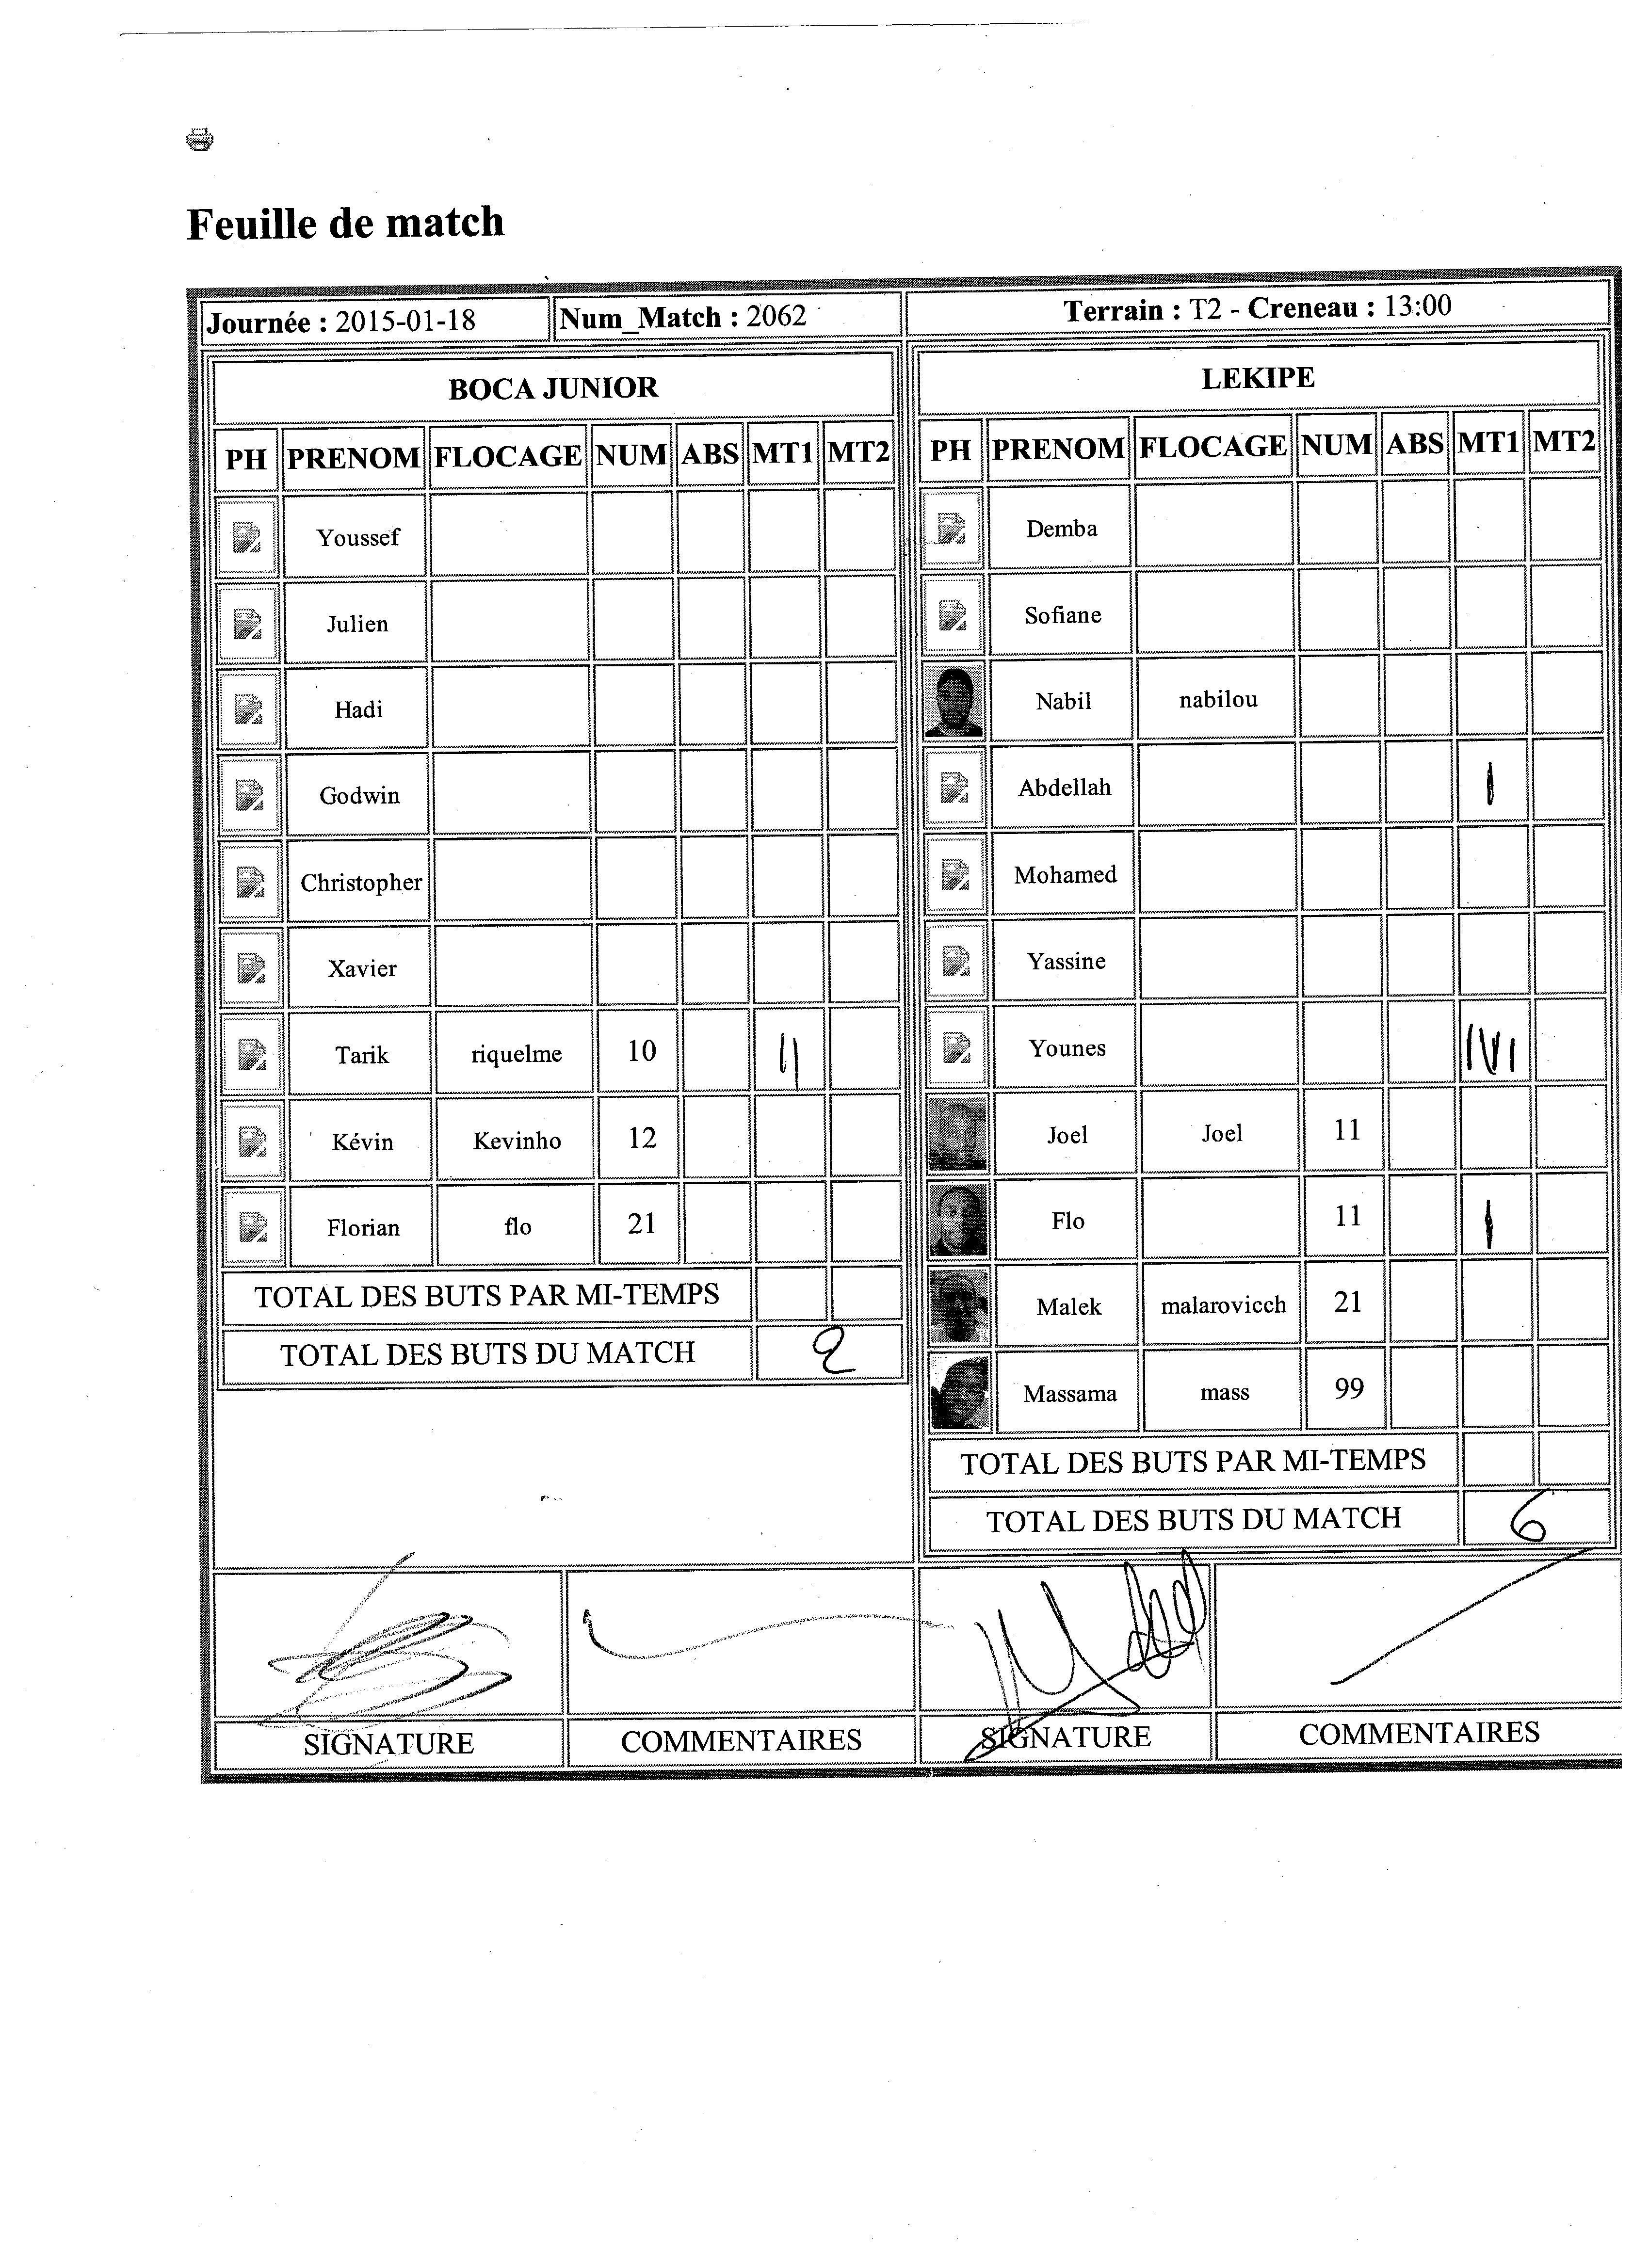 Feuille de match
Journée : 2015-01-18 Num_Match : 2062 Terrain : T2 - Creneau : 13:00
BOCA JUNIOR
PH PRENOM FLOCAGE NUM ABS MT1 MT2
Youssef
Julien
Hadi
Godwin
Christopher
Xavier
Tarik riquelme 10 ||
Kévin Kevinho 12
Florian flo 21
TOTAL DES BUTS PAR MI-TEMPS
TOTAL DES BUTS DU MATCH 2
LEKIPE
PH PRENOM FLOCAGE NUM ABS MT1 MT2
Demba
Sofiane
Nabil nabilou
Abdellah |
Mohamed
Yassine
Younes ||||
Joel Joel 11
Flo 11 |
Malek malarovicch 21
Massama mass 99
TOTAL DES BUTS PAR MI-TEMPS
TOTAL DES BUTS DU MATCH 6
SIGNATURE COMMENTAIRES SIGNATURE COMMENTAIRES